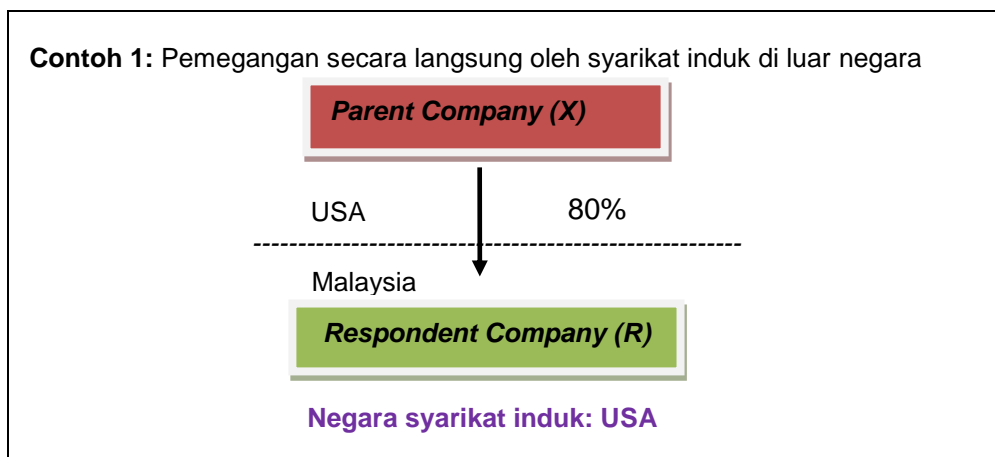 Contoh 1: Pemegangan secara langsung oleh syarikat induk di luar negara
Parent Company (X)
USA 80%
Malaysia
Respondent Company (R)
Negara syarikat induk: USA